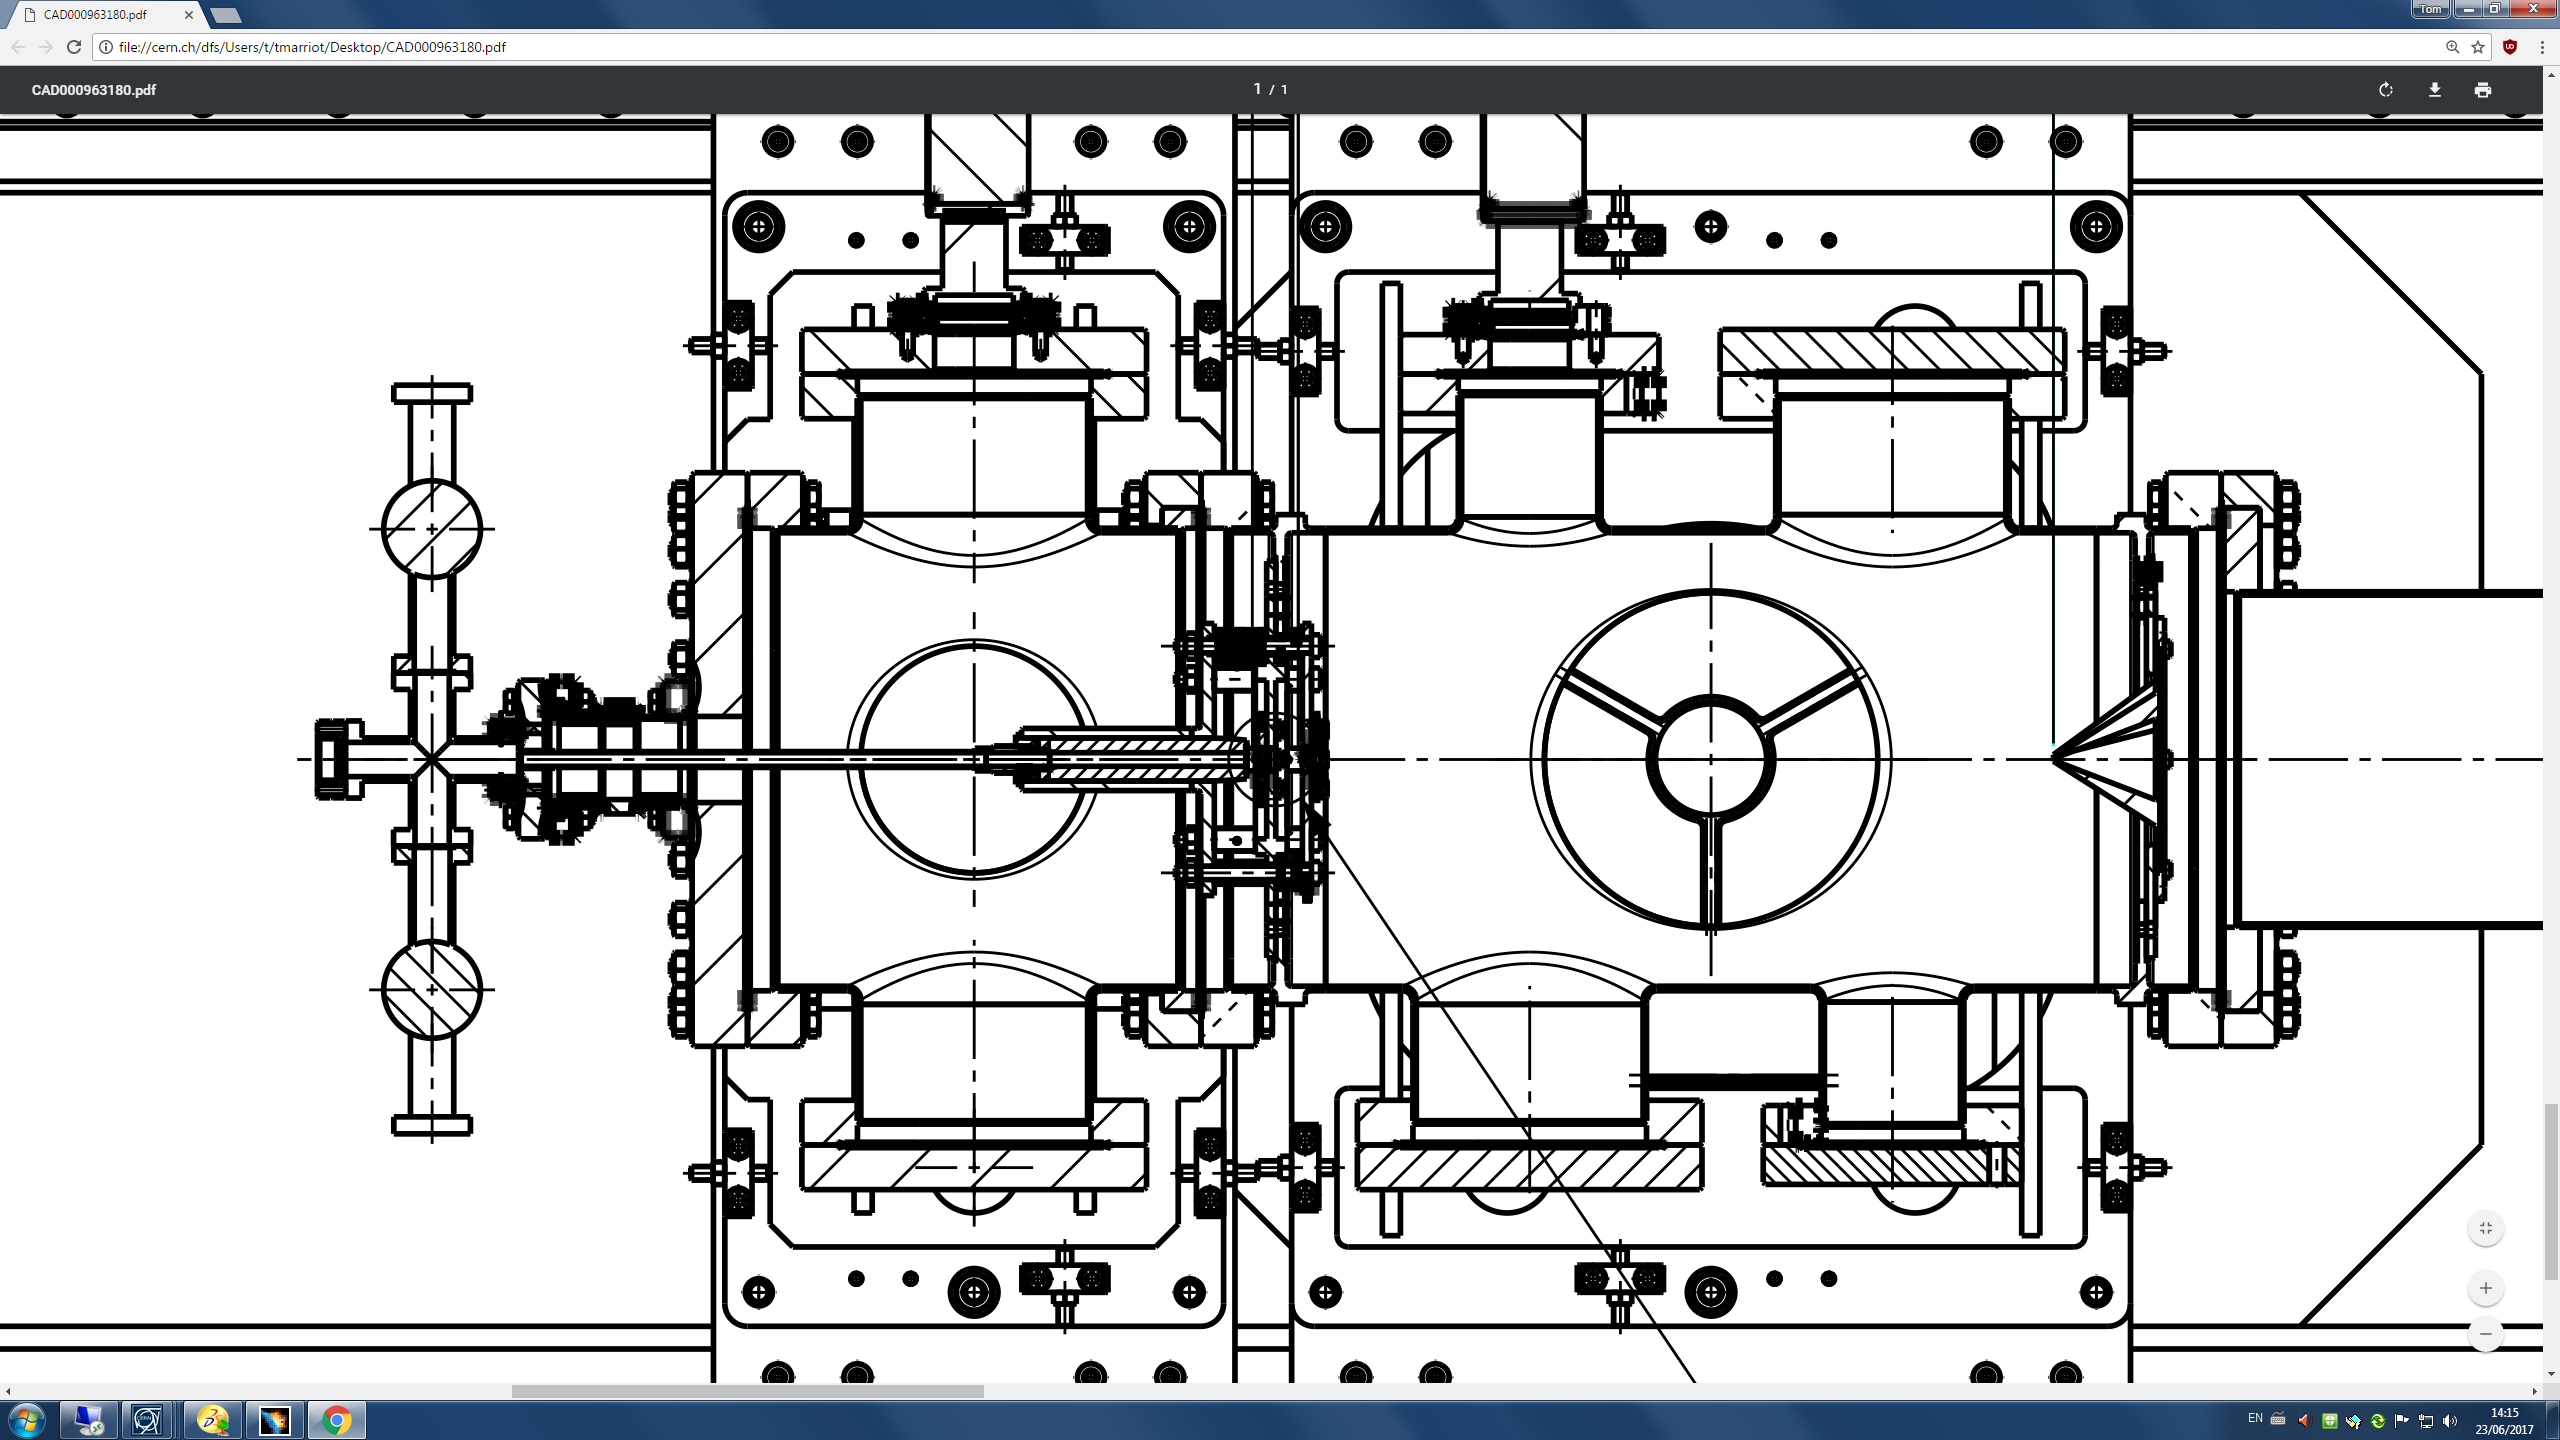 CAD000963180.pdf
Tom
file://cern.ch/dfs/Users/t/tmarriot/Desktop/CAD000963180.pdf
CAD000963180.pdf
1 / 1
EN
14:15
23/06/2017